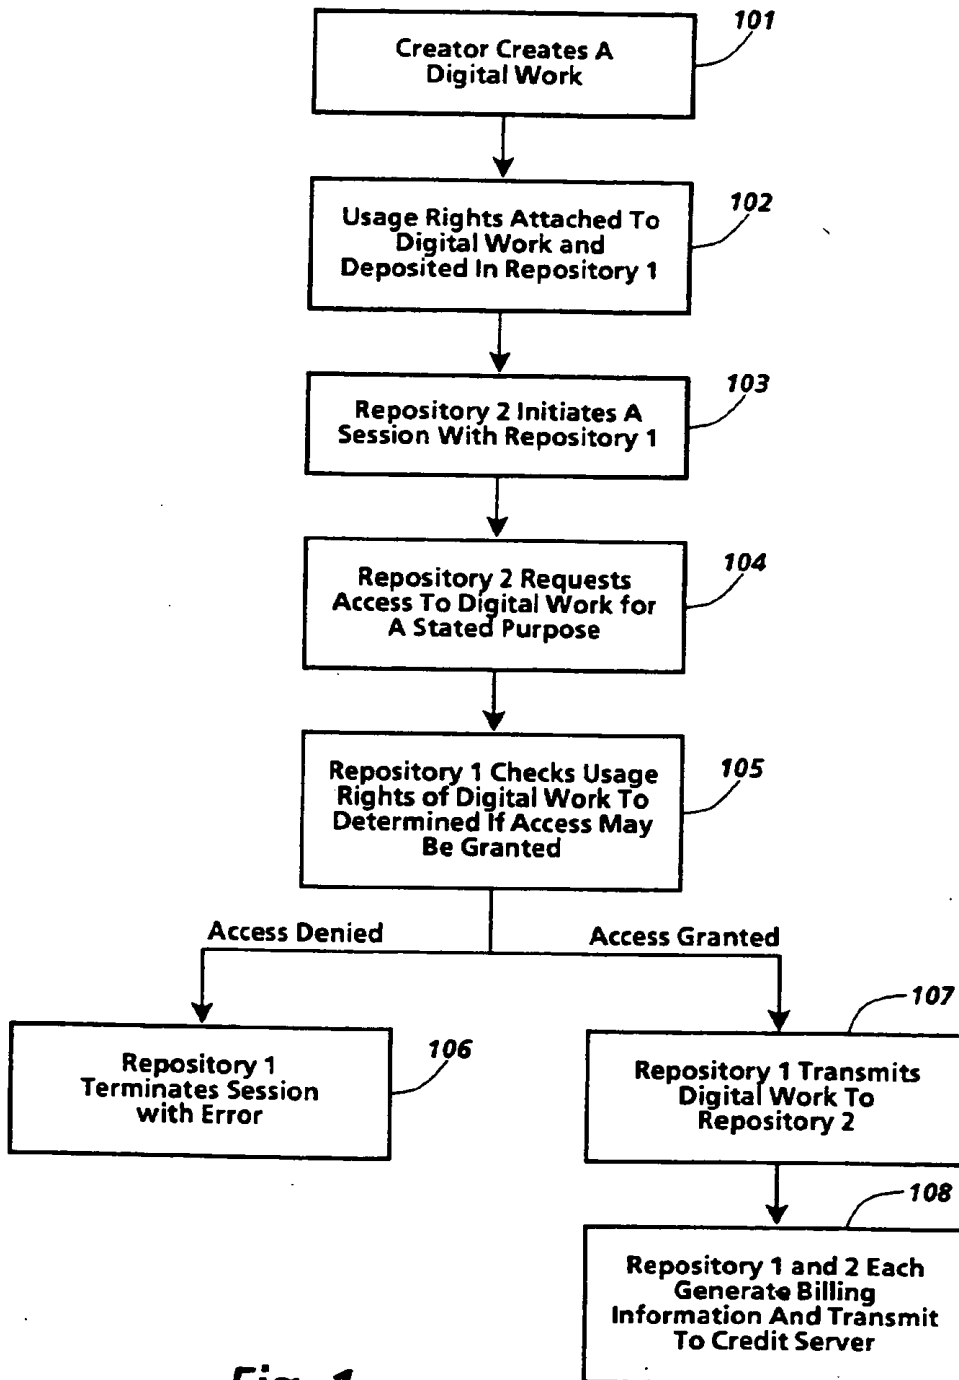 101
Creator Creates A
Digital Work
102
Usage Rights Attached To
Digital Work and
Deposited In Repository 1
103
Repository 2 Initiates A
Session With Repository 1
104
Repository 2 Requests
Access To Digital Work for
A Stated Purpose
105
Repository 1 Checks Usage
Rights of Digital Work To
Determined If Access May
Be Granted
Access Denied
Access Granted
106
Repository 1
Terminates Session
with Error
107
Repository 1 Transmits
Digital Work To
Repository 2
108
Repository 1 and 2 Each
Generate Billing
Information And Transmit
To Credit Server
Fig. 1